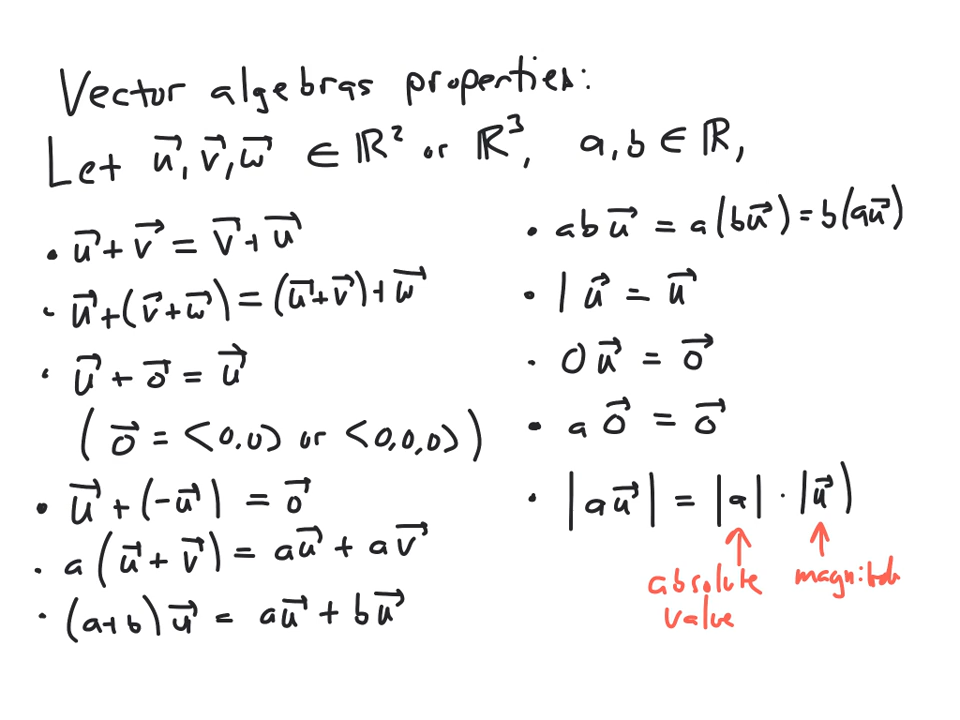 Vector algebras properties:
Let u⃗, v⃗, w⃗ ∈ ℝ² or ℝ³, a, b ∈ ℝ,
• u⃗ + v⃗ = v⃗ + u⃗
• u⃗ + (v⃗ + w⃗) = (u⃗ + v⃗) + w⃗
• u⃗ + 0⃗ = u⃗
(0⃗ = <0,0> or <0,0,0>)
• u⃗ + (-u⃗) = 0⃗
• a(u⃗ + v⃗) = au⃗ + av⃗
• (a+b)u⃗ = au⃗ + bu⃗
• abu⃗ = a(bu⃗) = b(au⃗)
• 1u⃗ = u⃗
• 0u⃗ = 0⃗
• a0⃗ = 0⃗
• |au⃗| = |a| · |u⃗|
↑ ↑
absolute magnitude
value